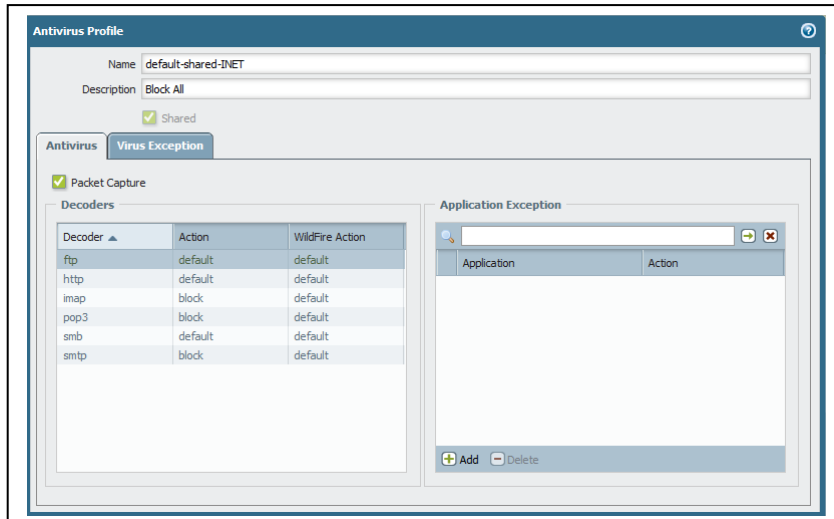 Antivirus Profile
Name default-shared-INET
Description Block All
Shared
Antivirus Virus Exception
Packet Capture
Decoders
Decoder Action WildFire Action
ftp default default
http default default
imap block default
pop3 block default
smb default default
smtp block default
Application Exception
Application Action
Add Delete